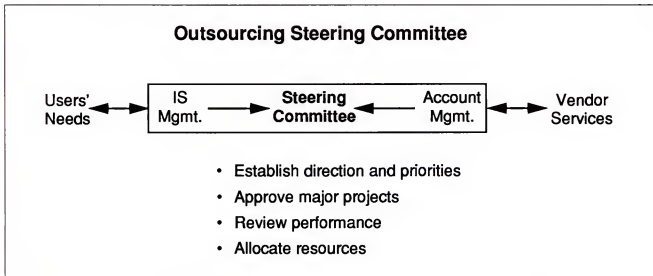 Outsourcing Steering Committee
Users' Needs
IS Mgmt.
Steering Committee
Account Mgmt.
Vendor Services
• Establish direction and priorities
• Approve major projects
• Review performance
• Allocate resources